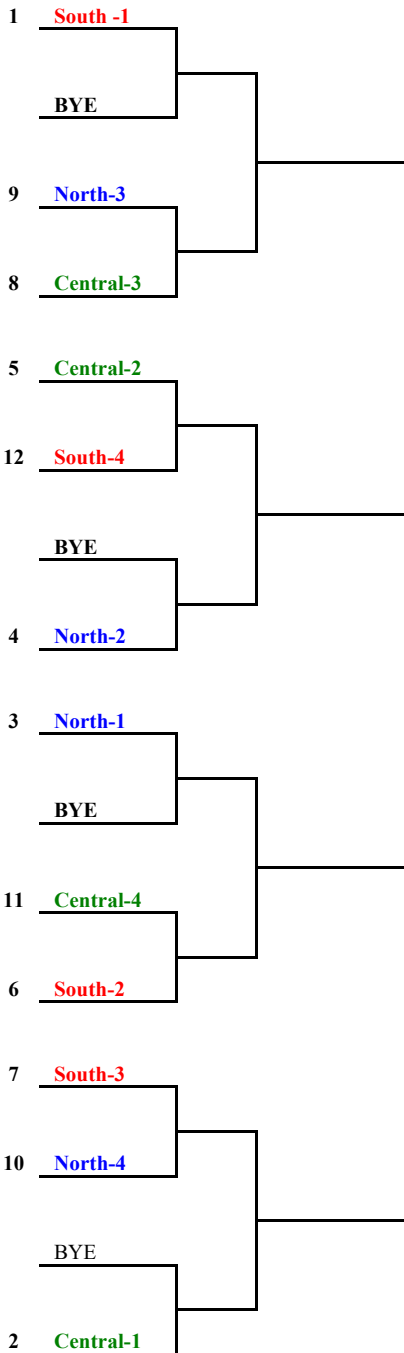 1 South -1
BYE
9 North-3
8 Central-3
5 Central-2
12 South-4
BYE
4 North-2
3 North-1
BYE
11 Central-4
6 South-2
7 South-3
10 North-4
BYE
2 Central-1